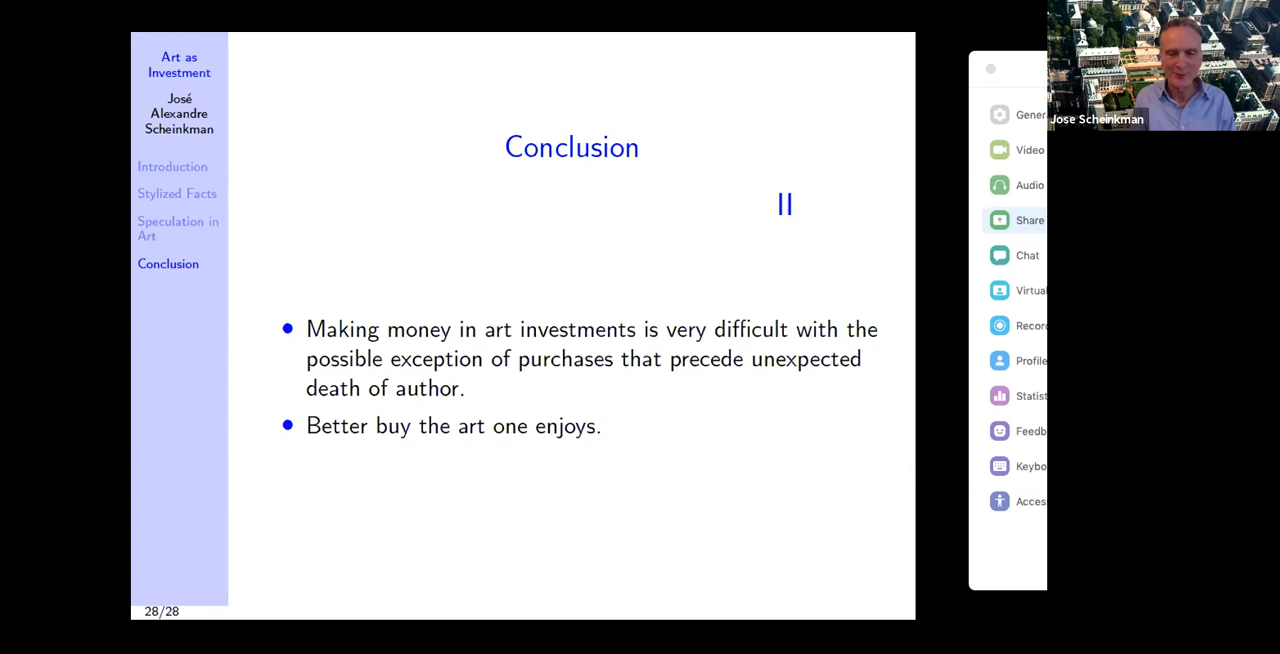 Art as
Investment
José
Alexandre
Scheinkman
Introduction
Stylized Facts
Speculation in
Art
Conclusion
Conclusion
II
• Making money in art investments is very difficult with the
possible exception of purchases that precede unexpected
death of author.
• Better buy the art one enjoys.
28/28
Gener
Video
Audio
Share
Chat
Virtual
Record
Profile
Statist
Feedb
Keybo
Acces
Jose Scheinkman